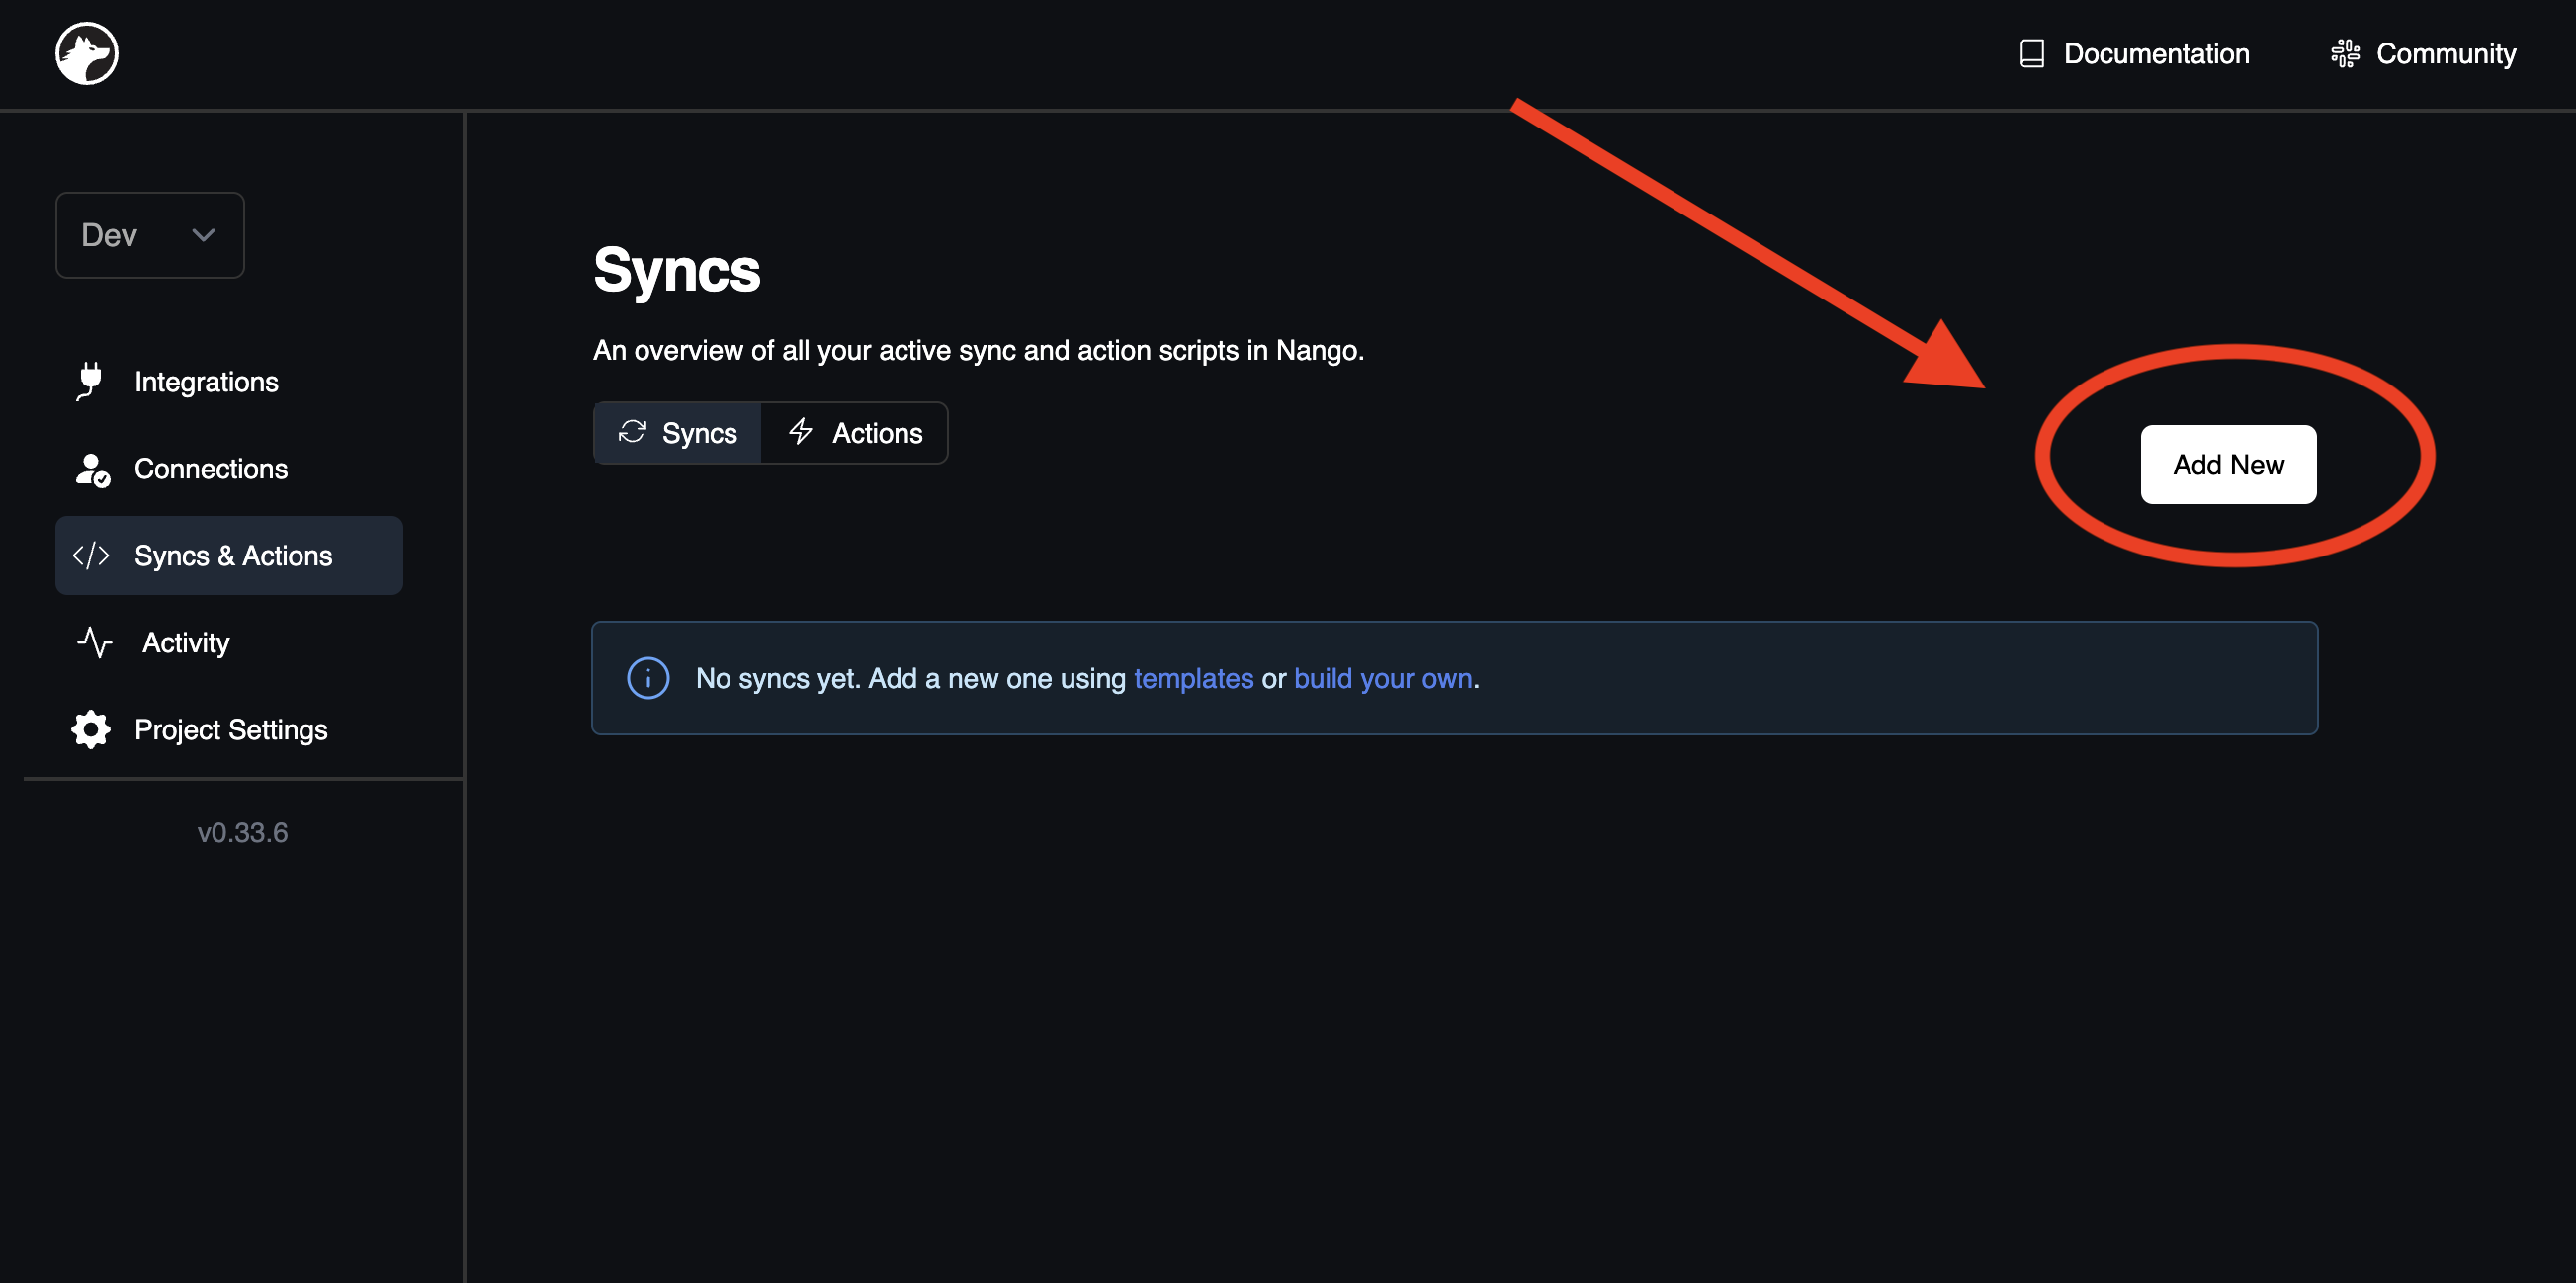 Documentation
Community
Dev
Integrations
Connections
Syncs & Actions
Activity
Project Settings
v0.33.6
Syncs
An overview of all your active sync and action scripts in Nango.
Syncs
Actions
Add New
No syncs yet. Add a new one using templates or build your own.